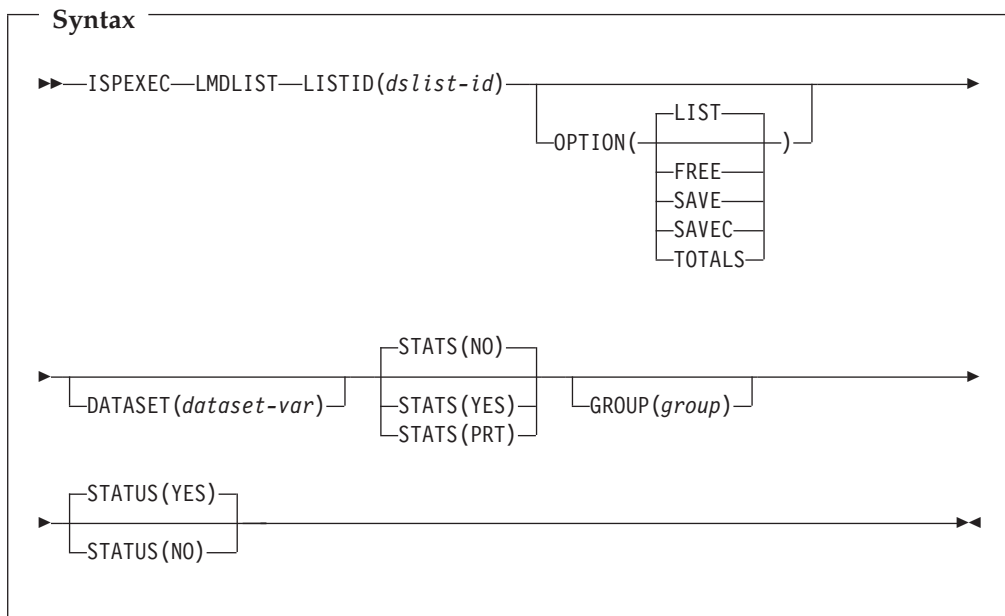 Syntax
ISPEXEC LMDLIST LISTID(dslist-id)
LIST
OPTION( )
FREE
SAVE
SAVEC
TOTALS
STATS(NO)
DATASET(dataset-var) STATS(YES) GROUP(group)
STATS(PRT)
STATUS(YES)
STATUS(NO)